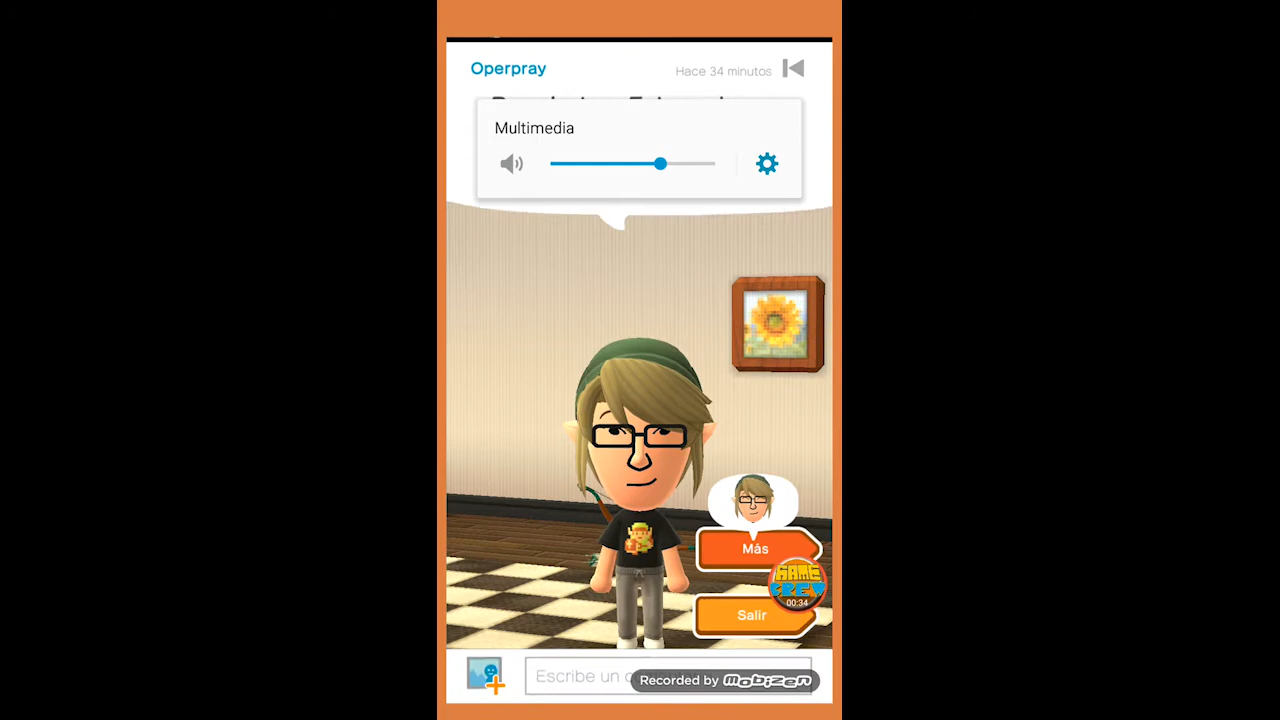 Operpray
Hace 34 minutos
Multimedia
Más
GAME
CREW
00:34
Salir
Escribe un
Recorded by mobizen